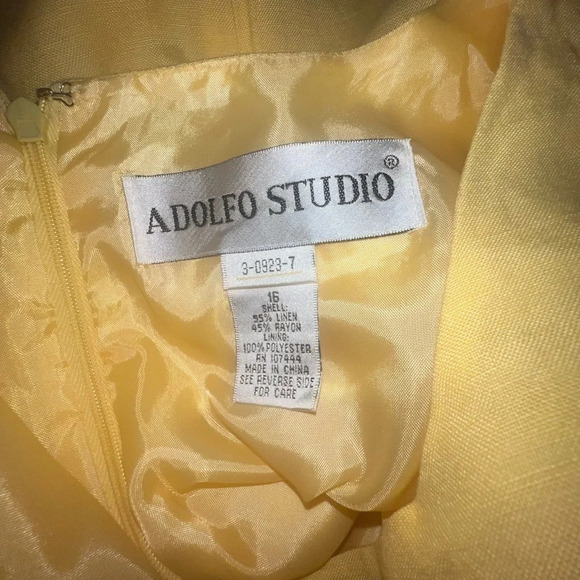 ADOLFO STUDIO®
3-0923-7
16
SHELL:
55% LINEN
45% RAYON
LINING:
100% POLYESTER
RN 107444
MADE IN CHINA
SEE REVERSE SIDE
FOR CARE